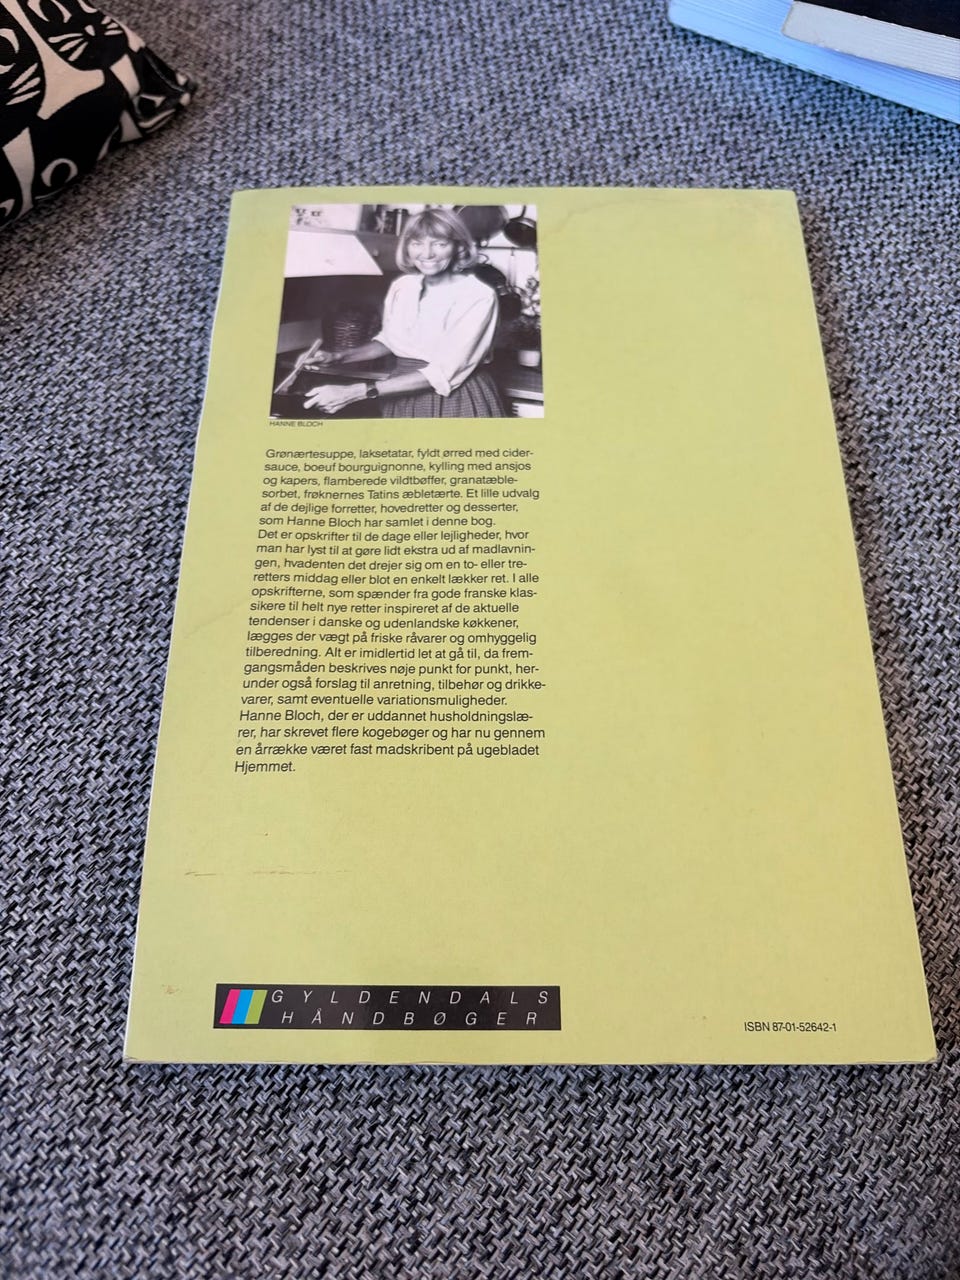 HANNE BLOCH
Grønærtesuppe, laksetatar, fyldt ørred med cider-
sauce, boeuf bourguignonne, kylling med ansjos
og kapers, flamberede vildtbøffer, granatæble-
sorbet, frøknernes Tatins æbletærte. Et lille udvalg
af de dejlige forretter, hovedretter og desserter,
som Hanne Bloch har samlet i denne bog.
Det er opskrifter til de dage eller lejligheder, hvor
man har lyst til at gøre lidt ekstra ud af madlavnin-
gen, hvadenten det drejer sig om en to- eller tre-
retters middag eller blot en enkelt lækker ret. I alle
opskrifterne, som spænder fra gode franske klas-
sikere til helt nye retter inspireret af de aktuelle
tendenser i danske og udenlandske køkkener,
lægges der vægt på friske råvarer og omhyggelig
tilberedning. Alt er imidlertid let at gå til, da frem-
gangsmåden beskrives nøje punkt for punkt, her-
under også forslag til anretning, tilbehør og drikke-
varer, samt eventuelle variationsmuligheder.
Hanne Bloch, der er uddannet husholdningslæ-
rer, har skrevet flere kogebøger og har nu gennem
en årrække været fast madskribent på ugebladet
Hjemmet.
GYLDENDALS
HÅNDBØGER
ISBN 87-01-52642-1